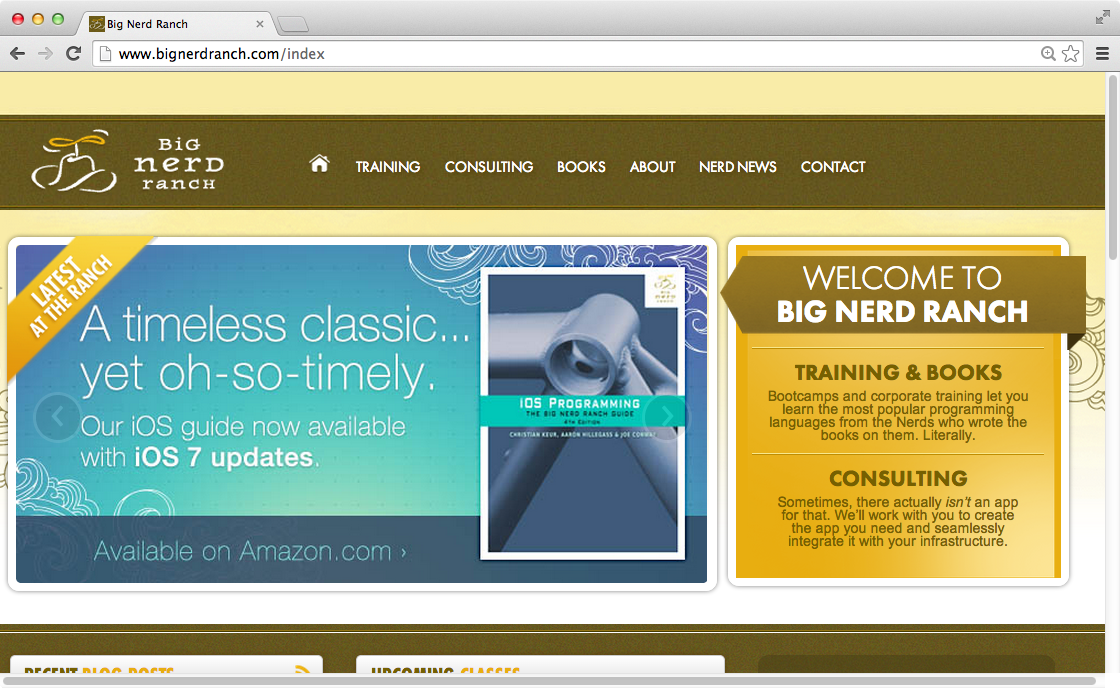 Big Nerd Ranch
www.bignerdranch.com/index
BiG
nerd
ranch
TRAINING
CONSULTING
BOOKS
ABOUT
NERD NEWS
CONTACT
LATEST
AT THE RANCH
A timeless classic...
yet oh-so-timely.
Our iOS guide now available
with iOS 7 updates.
Available on Amazon.com ›
BIG
nerd
ranch
IOS PROGRAMMING
THE BIG NERD RANCH GUIDE
4TH EDITION
CHRISTIAN KEUR, AARON HILLEGASS & JOE CONWAY
WELCOME TO
BIG NERD RANCH
TRAINING & BOOKS
Bootcamps and corporate training let you
learn the most popular programming
languages from the Nerds who wrote the
books on them. Literally.
CONSULTING
Sometimes, there actually isn't an app
for that. We'll work with you to create
the app you need and seamlessly
integrate it with your infrastructure.
RECENT BLOG POSTS
UPCOMING CLASSES